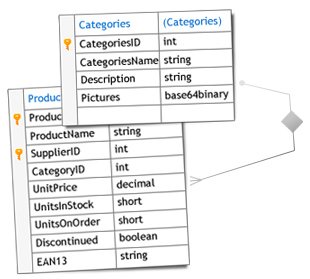 Categories (Categories)
CategoriesID int
CategoriesName string
Description string
Pictures base64binary
Produc
Produ
ProductName string
SupplierID int
CategoryID int
UnitPrice decimal
UnitsInStock short
UnitsOnOrder short
Discontinued boolean
EAN13 string